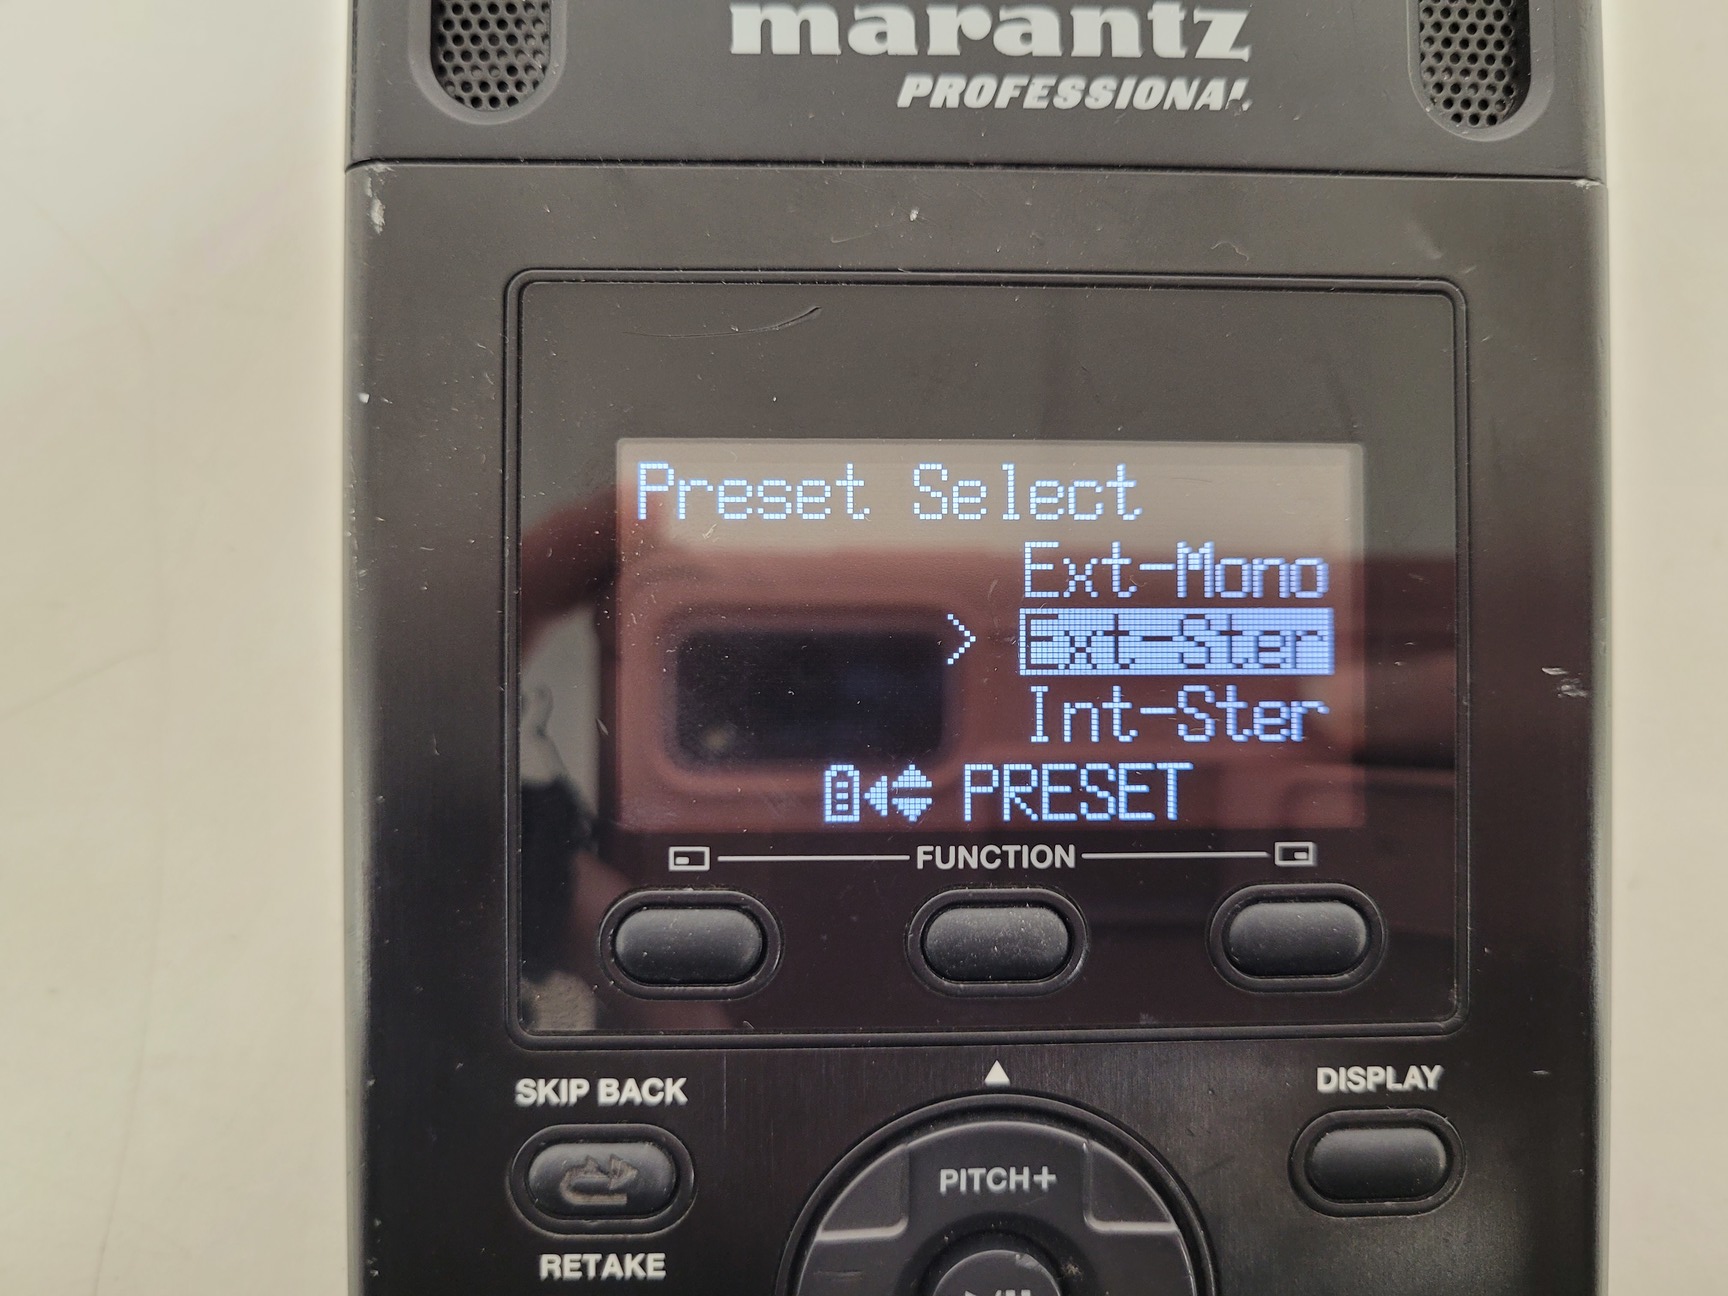 marantz
PROFESSIONAL
Preset Select
Ext-Mono
> Ext-Ster
Int-Ster
PRESET
FUNCTION
SKIP BACK
DISPLAY
PITCH+
RETAKE